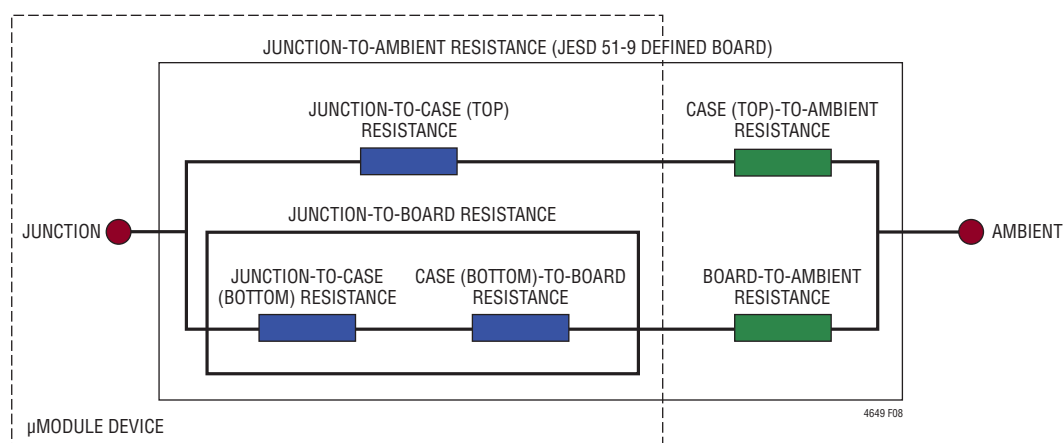 JUNCTION-TO-AMBIENT RESISTANCE (JESD 51-9 DEFINED BOARD)
JUNCTION-TO-CASE (TOP)
RESISTANCE
CASE (TOP)-TO-AMBIENT
RESISTANCE
JUNCTION-TO-BOARD RESISTANCE
JUNCTION
AMBIENT
JUNCTION-TO-CASE
(BOTTOM) RESISTANCE
CASE (BOTTOM)-TO-BOARD
RESISTANCE
BOARD-TO-AMBIENT
RESISTANCE
4649 F08
µMODULE DEVICE